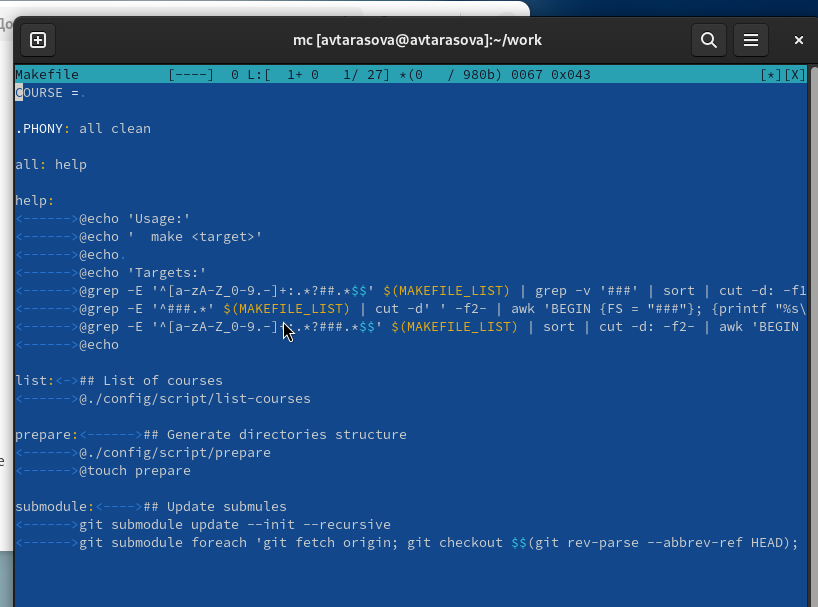 До
mc [avtarasova@avtarasova]:~/work
Makefile [----] 0 L:[ 1+ 0 1/ 27] *(0 / 980b) 0067 0x043 [*][X]
COURSE =.
.PHONY: all clean
all: help
help:
<------>@echo 'Usage:'
<------>@echo '  make <target>'
<------>@echo.
<------>@echo 'Targets:'
<------>@grep -E '^[a-zA-Z_0-9.-]+:.*?##.*$$' $(MAKEFILE_LIST) | grep -v '###' | sort | cut -d: -f1
<------>@grep -E '^###.*' $(MAKEFILE_LIST) | cut -d' ' -f2- | awk 'BEGIN {FS = "###"}; {printf "%s\
<------>@grep -E '^[a-zA-Z_0-9.-]+:.*?###.*$$' $(MAKEFILE_LIST) | sort | cut -d: -f2- | awk 'BEGIN
<------>@echo
list:<->## List of courses
<------>@./config/script/list-courses
prepare:<------>## Generate directories structure
<------>@./config/script/prepare
<------>@touch prepare
submodule:<---->## Update submules
<------>git submodule update --init --recursive
<------>git submodule foreach 'git fetch origin; git checkout $$(git rev-parse --abbrev-ref HEAD);